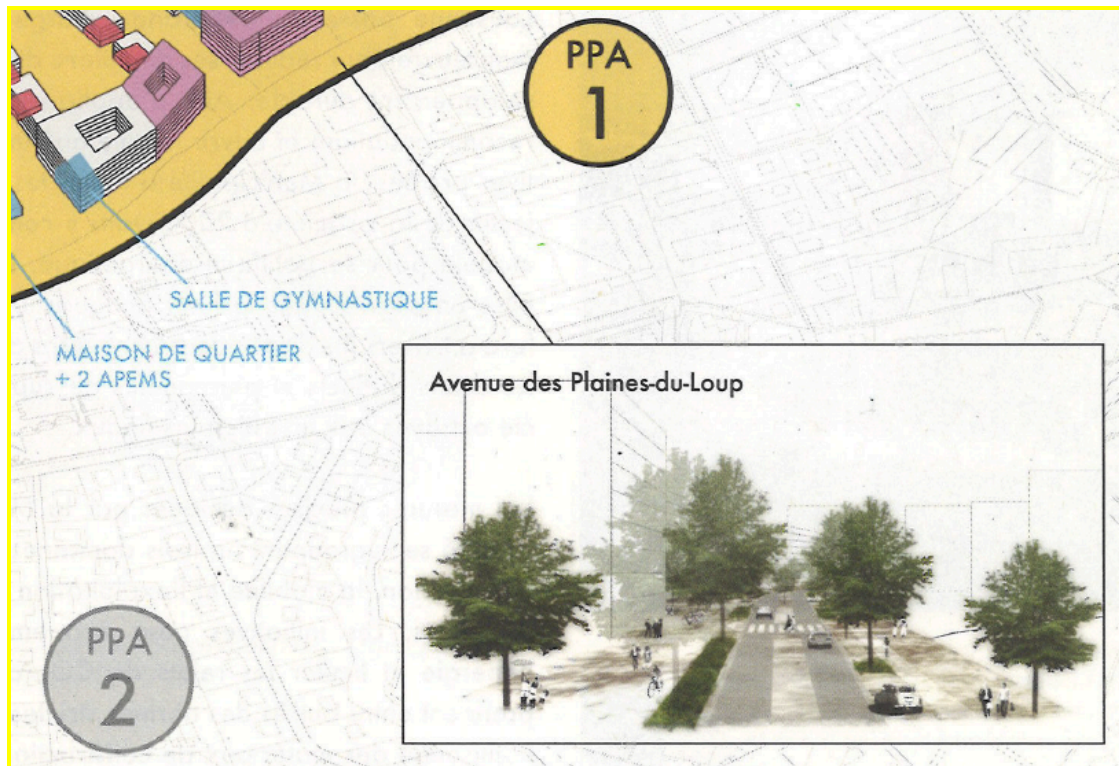 PPA
1
SALLE DE GYMNASTIQUE
MAISON DE QUARTIER
+ 2 APEMS
Avenue des Plaines-du-Loup
PPA
2